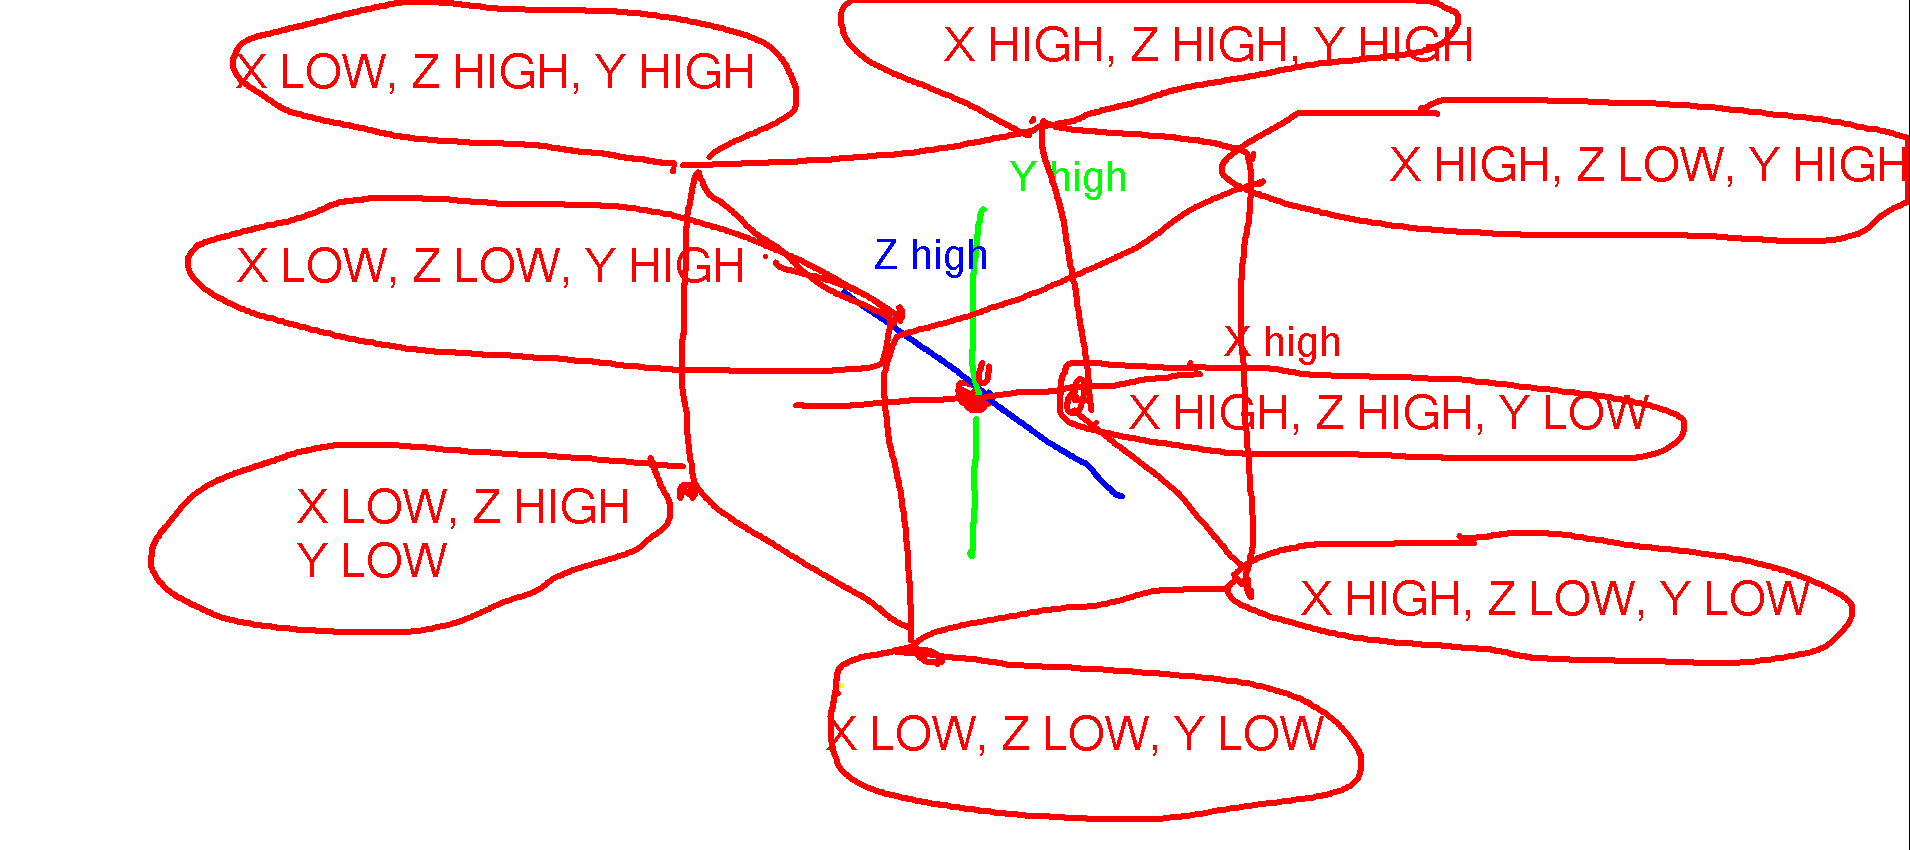 X HIGH, Z HIGH, Y HIGH
X LOW, Z HIGH, Y HIGH
X HIGH, Z LOW, Y HIGH
Y high
Z high
X LOW, Z LOW, Y HIGH
X high
X HIGH, Z HIGH, Y LOW
X LOW, Z HIGH
Y LOW
X HIGH, Z LOW, Y LOW
X LOW, Z LOW, Y LOW